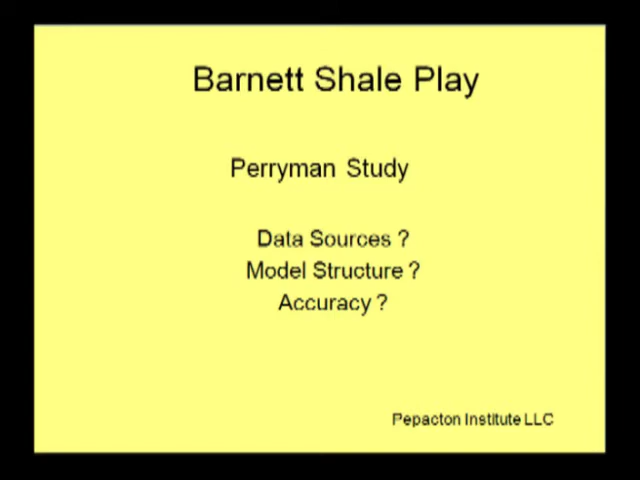 Barnett Shale Play
Perryman Study
Data Sources ?
Model Structure ?
Accuracy ?
Pepacton Institute LLC